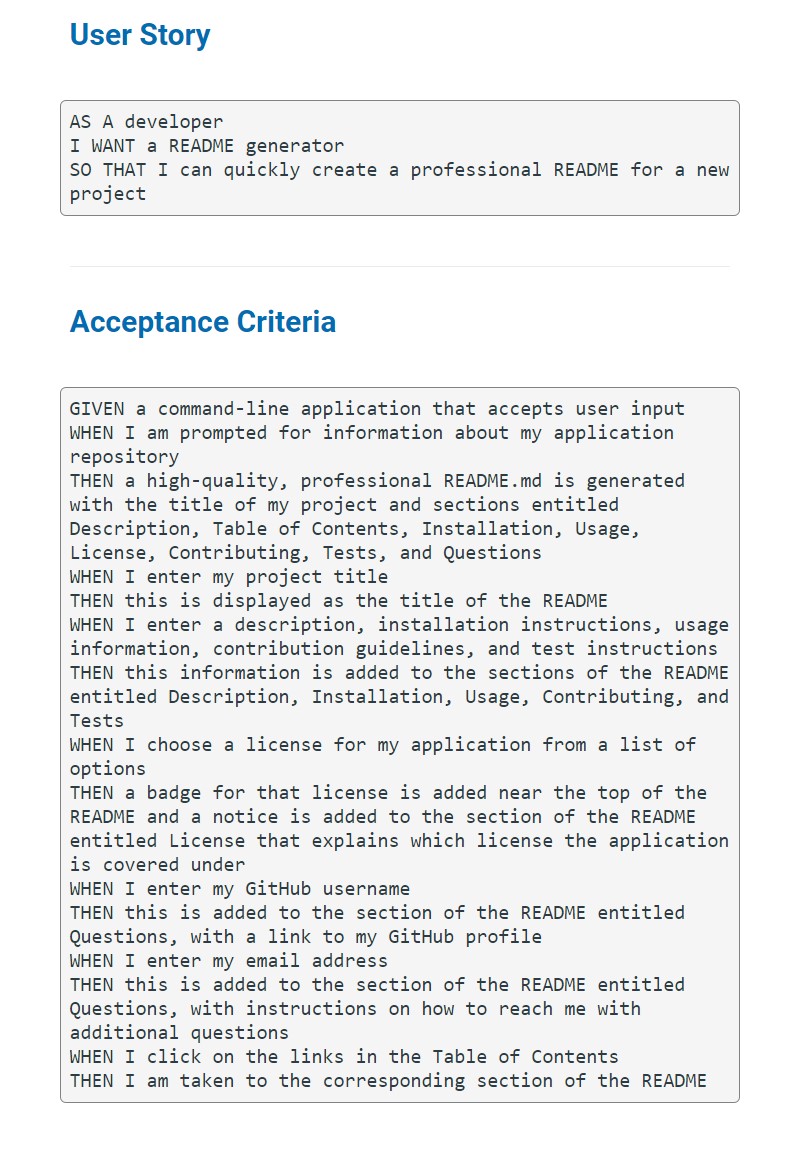 User Story
AS A developer
I WANT a README generator
SO THAT I can quickly create a professional README for a new
project
Acceptance Criteria
GIVEN a command-line application that accepts user input
WHEN I am prompted for information about my application
repository
THEN a high-quality, professional README.md is generated
with the title of my project and sections entitled
Description, Table of Contents, Installation, Usage,
License, Contributing, Tests, and Questions
WHEN I enter my project title
THEN this is displayed as the title of the README
WHEN I enter a description, installation instructions, usage
information, contribution guidelines, and test instructions
THEN this information is added to the sections of the README
entitled Description, Installation, Usage, Contributing, and
Tests
WHEN I choose a license for my application from a list of
options
THEN a badge for that license is added near the top of the
README and a notice is added to the section of the README
entitled License that explains which license the application
is covered under
WHEN I enter my GitHub username
THEN this is added to the section of the README entitled
Questions, with a link to my GitHub profile
WHEN I enter my email address
THEN this is added to the section of the README entitled
Questions, with instructions on how to reach me with
additional questions
WHEN I click on the links in the Table of Contents
THEN I am taken to the corresponding section of the README